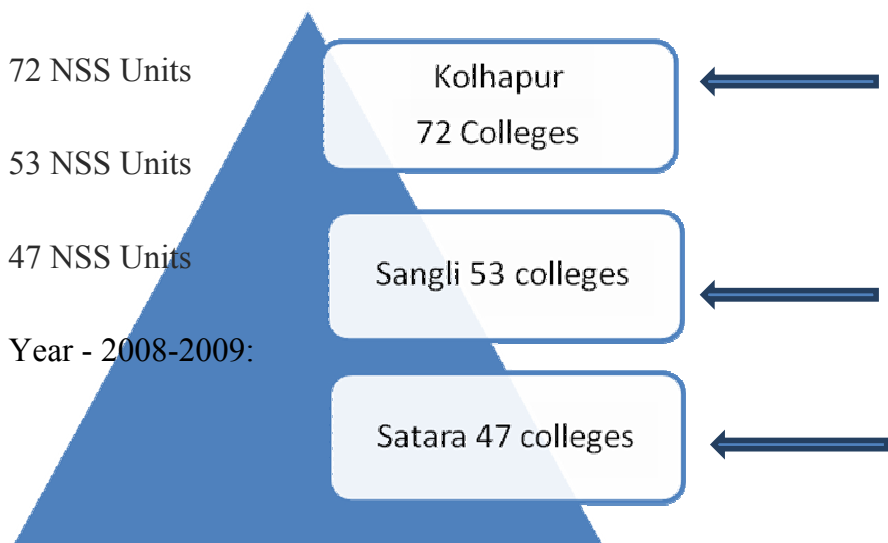 72 NSS Units
Kolhapur
72 Colleges
53 NSS Units
47 NSS Units
Sangli 53 colleges
Year - 2008-2009:
Satara 47 colleges